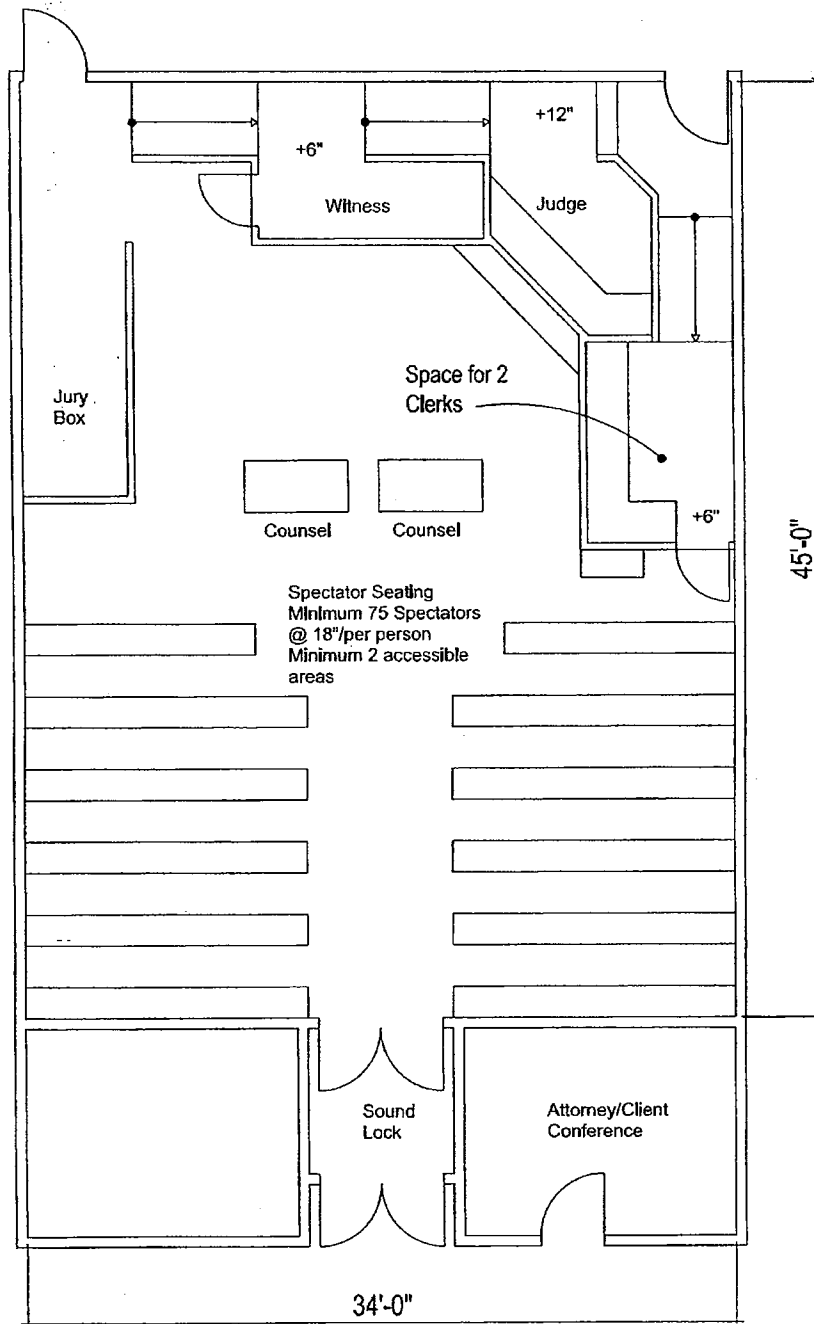 +12"
+6"
Witness
Judge
Space for 2
Clerks
Jury
Box
+6"
Counsel
Counsel
45'-0"
Spectator Seating
Minimum 75 Spectators
@ 18"/per person
Minimum 2 accessible
areas
Sound
Lock
Attorney/Client
Conference
34'-0"